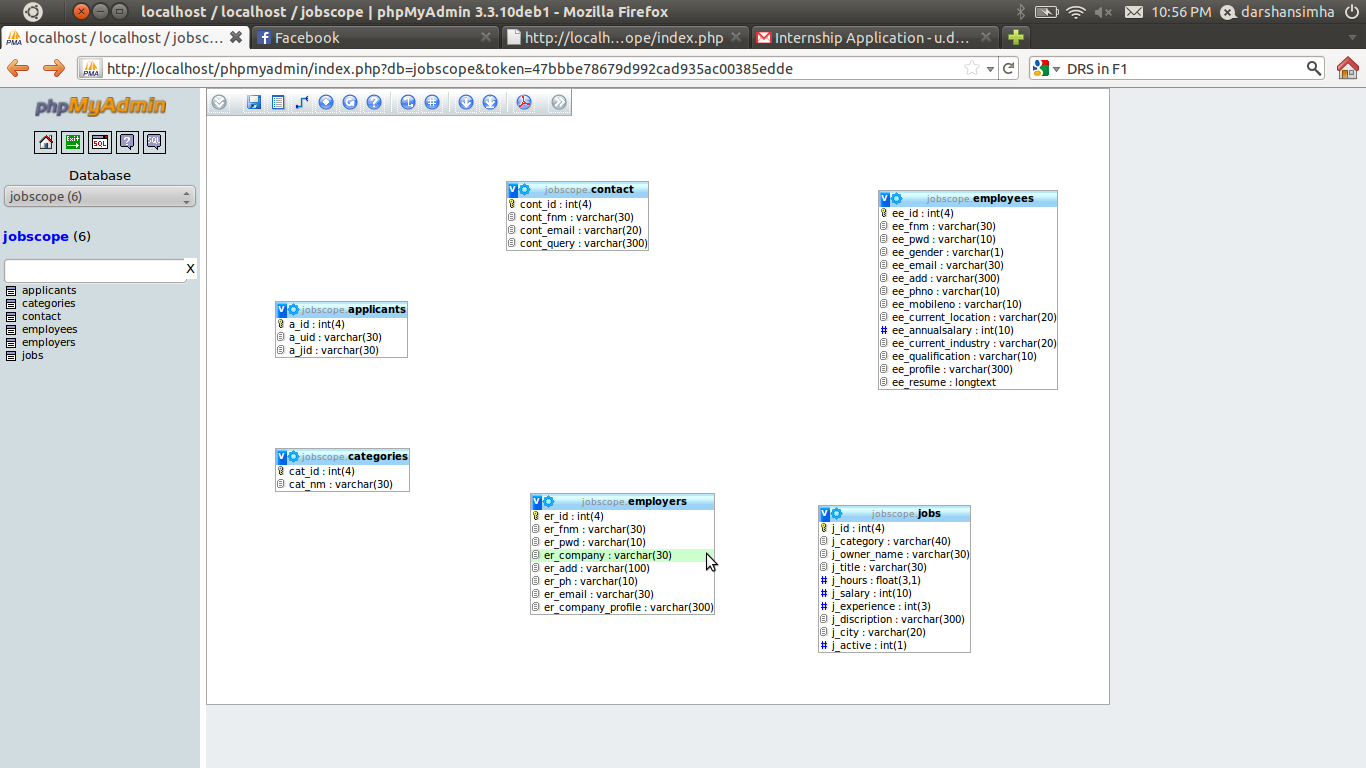 localhost / localhost / jobscope | phpMyAdmin 3.3.10deb1 - Mozilla Firefox
10:56 PM
darshansimha
PMA
localhost / localhost / jobsc...
Facebook
http://localh...ope/index.php
Internship Application - u.d...
PMA
http://localhost/phpmyadmin/index.php?db=jobscope&token=47bbbe78679d992cad935ac00385edde
DRS in F1
phpMyAdmin
SQL
Database
jobscope (6)
jobscope (6)
X
applicants
categories
contact
employees
employers
jobs
V jobscope.contact
cont_id : int(4)
cont_fnm : varchar(30)
cont_email : varchar(20)
cont_query : varchar(300)
V jobscope.employees
ee_id : int(4)
ee_fnm : varchar(30)
ee_pwd : varchar(10)
ee_gender : varchar(1)
ee_email : varchar(30)
ee_add : varchar(300)
ee_phno : varchar(10)
ee_mobileno : varchar(10)
ee_current_location : varchar(20)
# ee_annualsalary : int(10)
ee_current_industry : varchar(20)
ee_qualification : varchar(10)
ee_profile : varchar(300)
ee_resume : longtext
V jobscope.applicants
a_id : int(4)
a_uid : varchar(30)
a_jid : varchar(30)
V jobscope.categories
cat_id : int(4)
cat_nm : varchar(30)
V jobscope.employers
er_id : int(4)
er_fnm : varchar(30)
er_pwd : varchar(10)
er_company : varchar(30)
er_add : varchar(100)
er_ph : varchar(10)
er_email : varchar(30)
er_company_profile : varchar(300)
V jobscope.jobs
j_id : int(4)
j_category : varchar(40)
j_owner_name : varchar(30)
j_title : varchar(30)
# j_hours : float(3,1)
# j_salary : int(10)
# j_experience : int(3)
j_discription : varchar(300)
j_city : varchar(20)
# j_active : int(1)